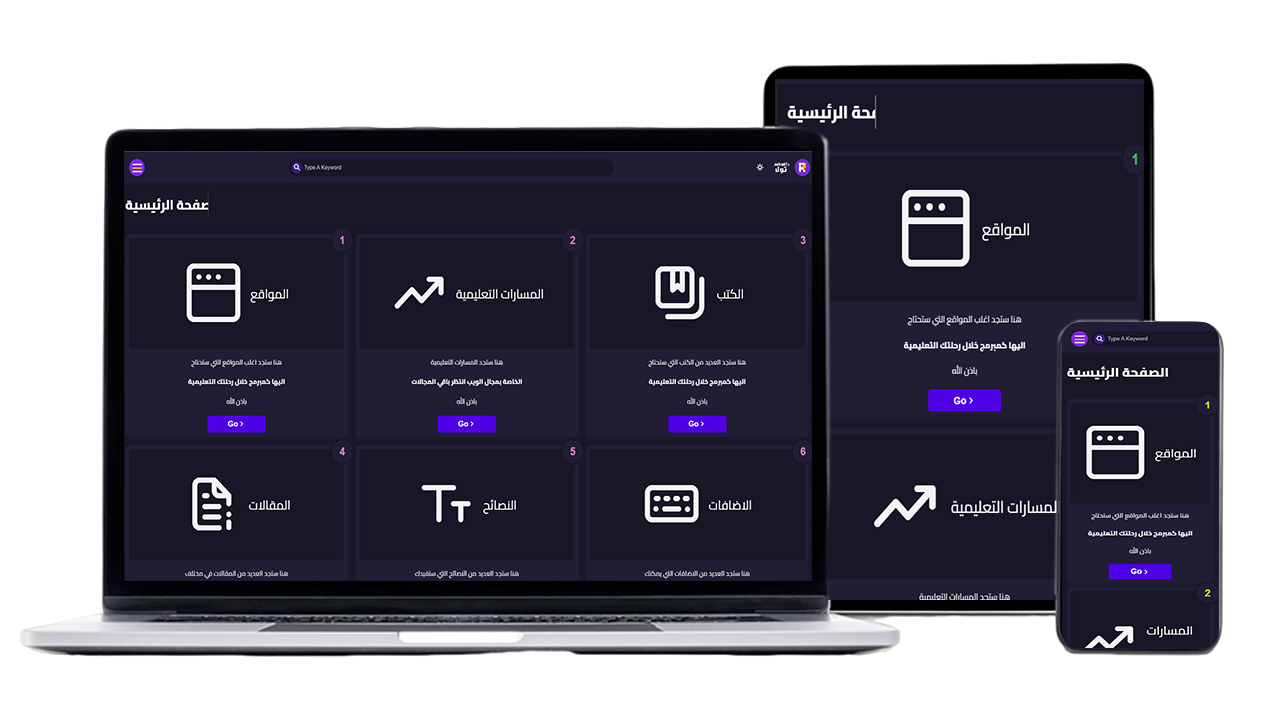 Type A Keyword
تول
R
صفحة الرئيسية
1
المواقع
هنا ستجد اغلب المواقع التي ستحتاج
اليها كمبرمج خلال رحلتك التعليمية
باذن الله
Go ›
2
المسارات التعليمية
هنا ستجد المسارات التعليمية
الخاصة بمجال الويب انتظر باقي المجالات
باذن الله
Go ›
3
الكتب
هنا ستجد العديد من الكتب التي ستحتاج
اليها كمبرمج خلال رحلتك التعليمية
باذن الله
Go ›
4
المقالات
هنا ستجد العديد من المقالات في مختلف
5
النصائح
هنا ستجد العديد من النصائح التي ستفيدك
6
الاضافات
هنا ستجد العديد من الاضافات التي يمكنك
فحة الرئيسية
1
المواقع
هنا ستجد اغلب المواقع التي ستحتاج
اليها كمبرمج خلال رحلتك التعليمية
باذن الله
Go ›
المسارات التعليمية
هنا ستجد المسارات التعليمية
Type A Keyword
الصفحة الرئيسية
1
المواقع
هنا ستجد اغلب المواقع التي ستحتاج
اليها كمبرمج خلال رحلتك التعليمية
باذن الله
Go ›
2
المسارات